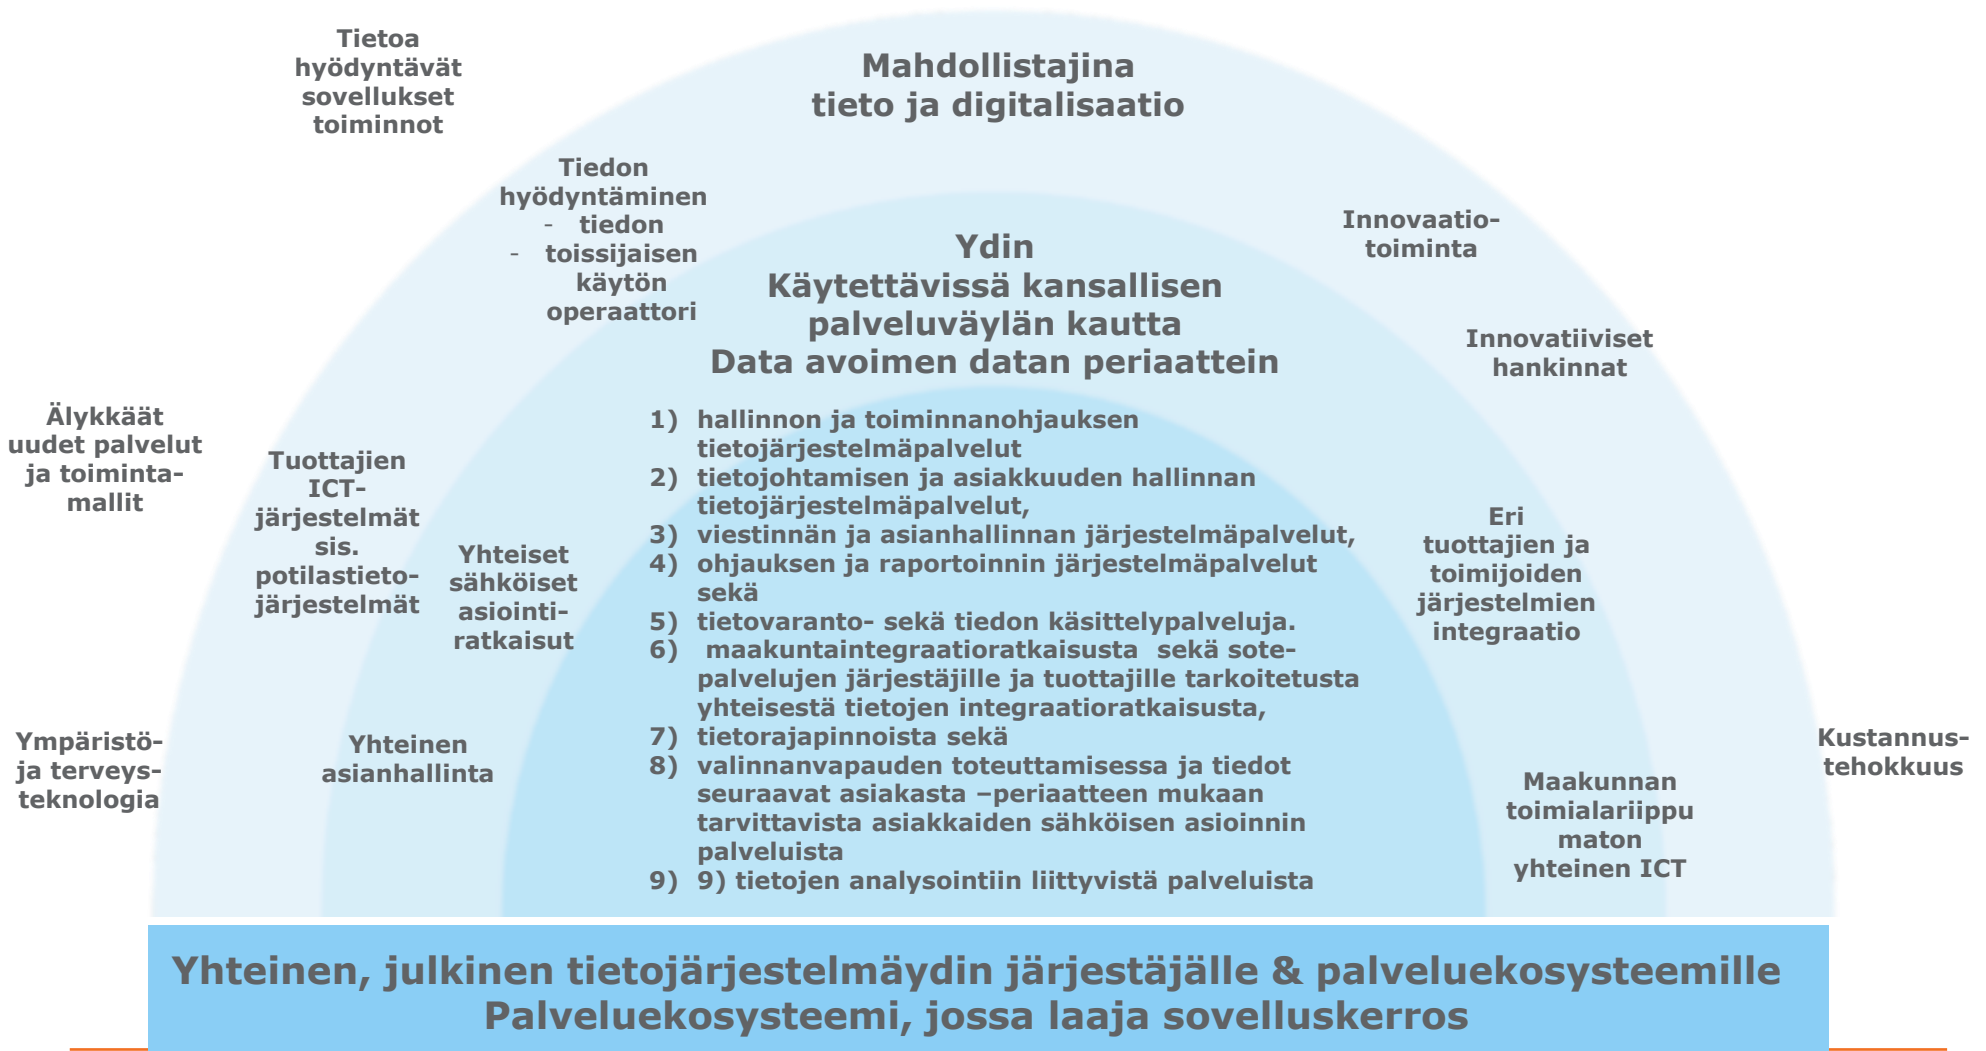 Tietoa
hyödyntävät
sovellukset
toiminnot
Mahdollistajina
tieto ja digitalisaatio
Tiedon
hyödyntäminen
- tiedon
- toissijaisen
käytön
operaattori
Innovaatio-
toiminta
Ydin
Käytettävissä kansallisen
palveluväylän kautta
Data avoimen datan periaattein
Innovatiiviset
hankinnat
Älykkäät
uudet palvelut
ja toiminta-
mallit
Tuottajien
ICT-
järjestelmät
sis.
potilastieto-
järjestelmät
Yhteiset
sähköiset
asiointi-
ratkaisut
1) hallinnon ja toiminnanohjauksen
tietojärjestelmäpalvelut
2) tietojohtamisen ja asiakkuuden hallinnan
tietojärjestelmäpalvelut,
3) viestinnän ja asianhallinnan järjestelmäpalvelut,
4) ohjauksen ja raportoinnin järjestelmäpalvelut
sekä
5) tietovaranto- sekä tiedon käsittelypalveluja.
6) maakuntaintegraatioratkaisusta sekä sote-
palvelujen järjestäjille ja tuottajille tarkoitetusta
yhteisestä tietojen integraatioratkaisusta,
7) tietorajapinnoista sekä
8) valinnanvapauden toteuttamisessa ja tiedot
seuraavat asiakasta –periaatteen mukaan
tarvittavista asiakkaiden sähköisen asioinnin
palveluista
9) 9) tietojen analysointiin liittyvistä palveluista
Eri
tuottajien ja
toimijoiden
järjestelmien
integraatio
Ympäristö-
ja terveys-
teknologia
Yhteinen
asianhallinta
Maakunnan
toimialariippu
maton
yhteinen ICT
Kustannus-
tehokkuus
Yhteinen, julkinen tietojärjestelmäydin järjestäjälle & palveluekosysteemille
Palveluekosysteemi, jossa laaja sovelluskerros